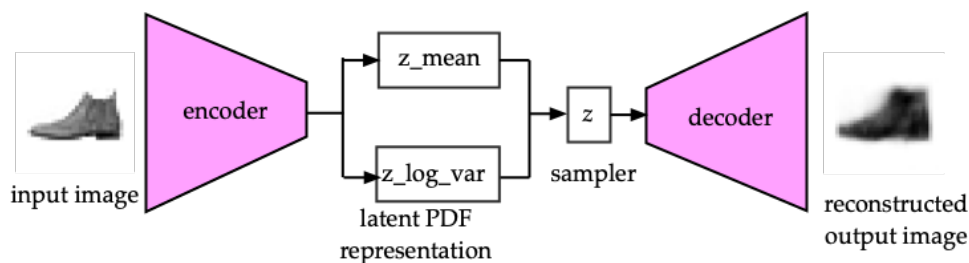 encoder
input image
z_mean
z_log_var
latent PDF
representation
z
sampler
decoder
reconstructed
output image